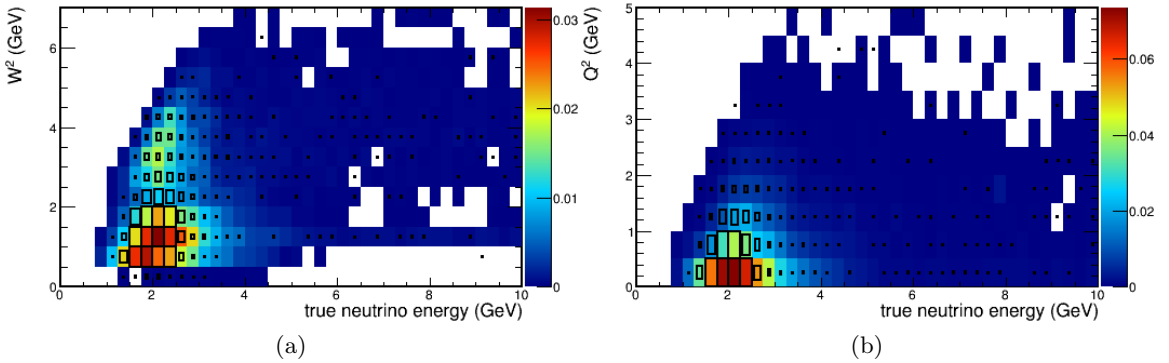 W² (GeV)
6
4
2
0
0 2 4 6 8 10
true neutrino energy (GeV)
0.03
0.02
0.01
0
(a)
Q² (GeV)
5
4
3
2
1
0
0 2 4 6 8 10
true neutrino energy (GeV)
0.06
0.04
0.02
0
(b)